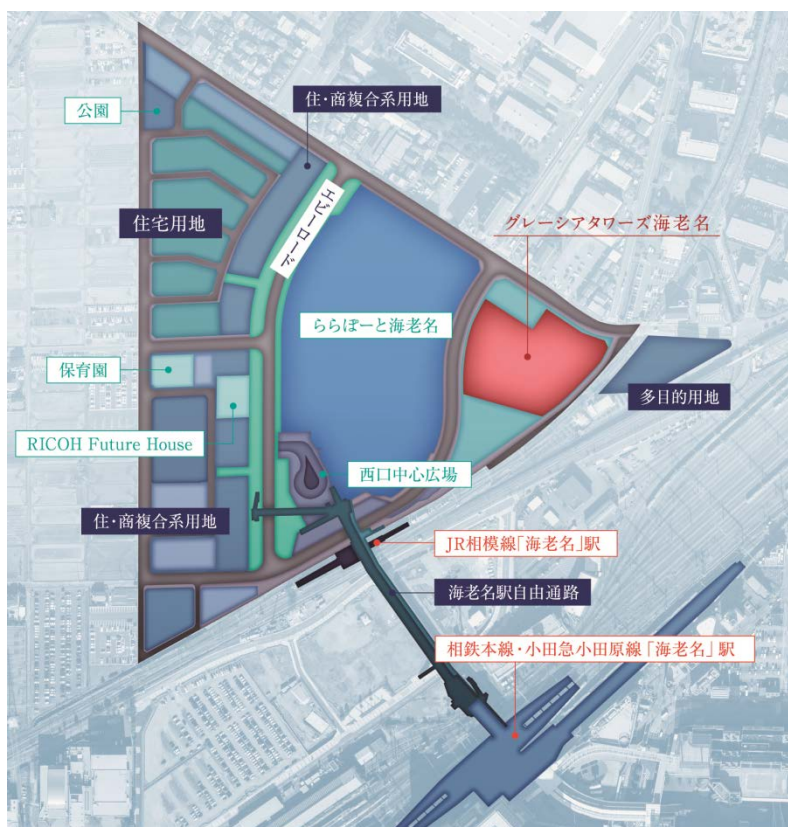 住・商複合系用地
公園
エビーロード
グレーシアタワーズ海老名
住宅用地
ららぽーと海老名
保育園
多目的用地
RICOH Future House
西口中心広場
住・商複合系用地
JR相模線「海老名」駅
海老名駅自由通路
相鉄本線・小田急小田原線「海老名」駅